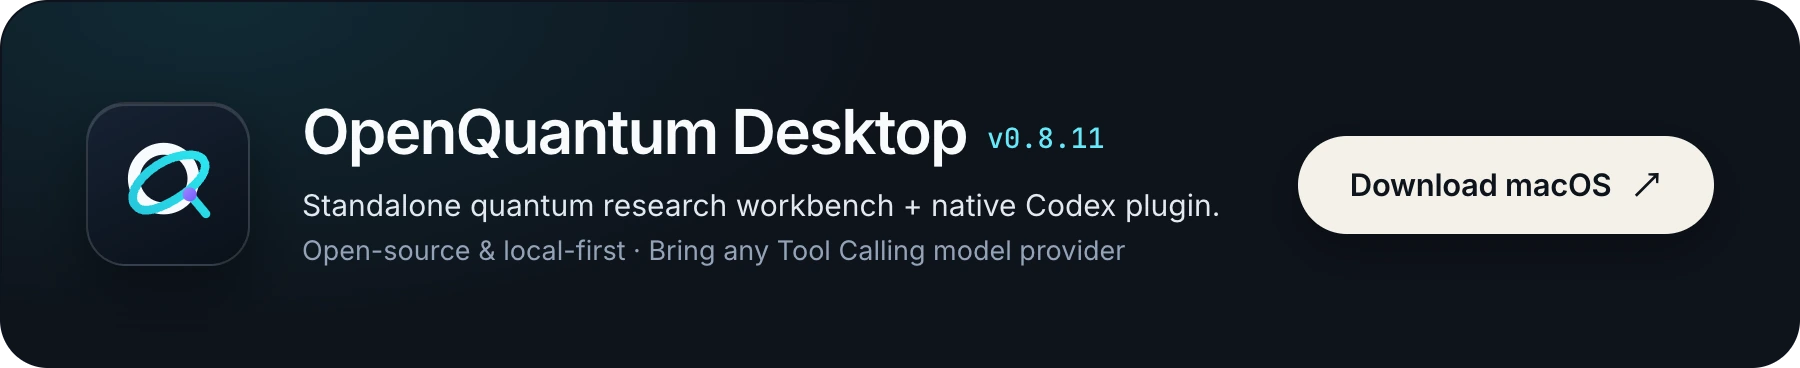 OpenQuantum Desktop v0.8.11
Standalone quantum research workbench + native Codex plugin.
Open-source & local-first · Bring any Tool Calling model provider
Download macOS ↗